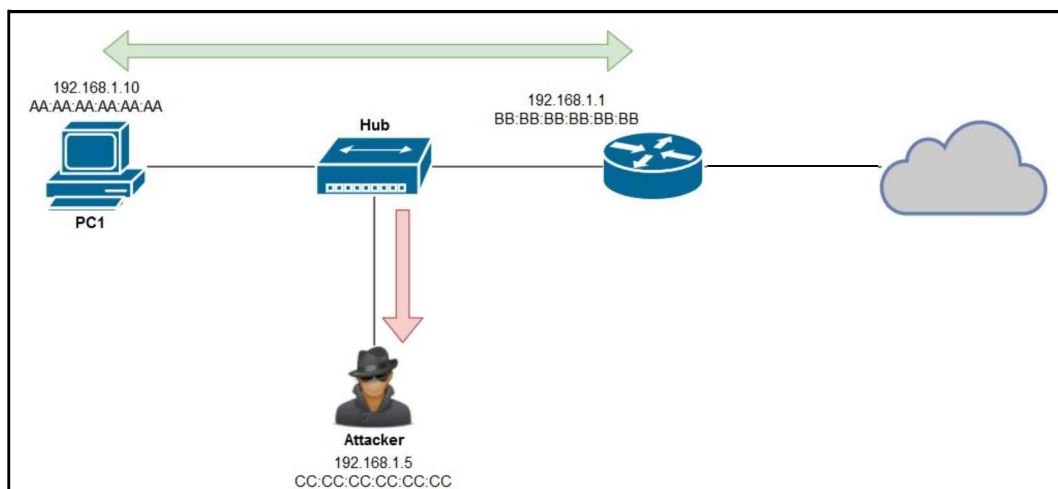 192.168.1.10
AA:AA:AA:AA:AA:AA
PC1
Hub
192.168.1.1
BB:BB:BB:BB:BB:BB
Attacker
192.168.1.5
CC:CC:CC:CC:CC:CC